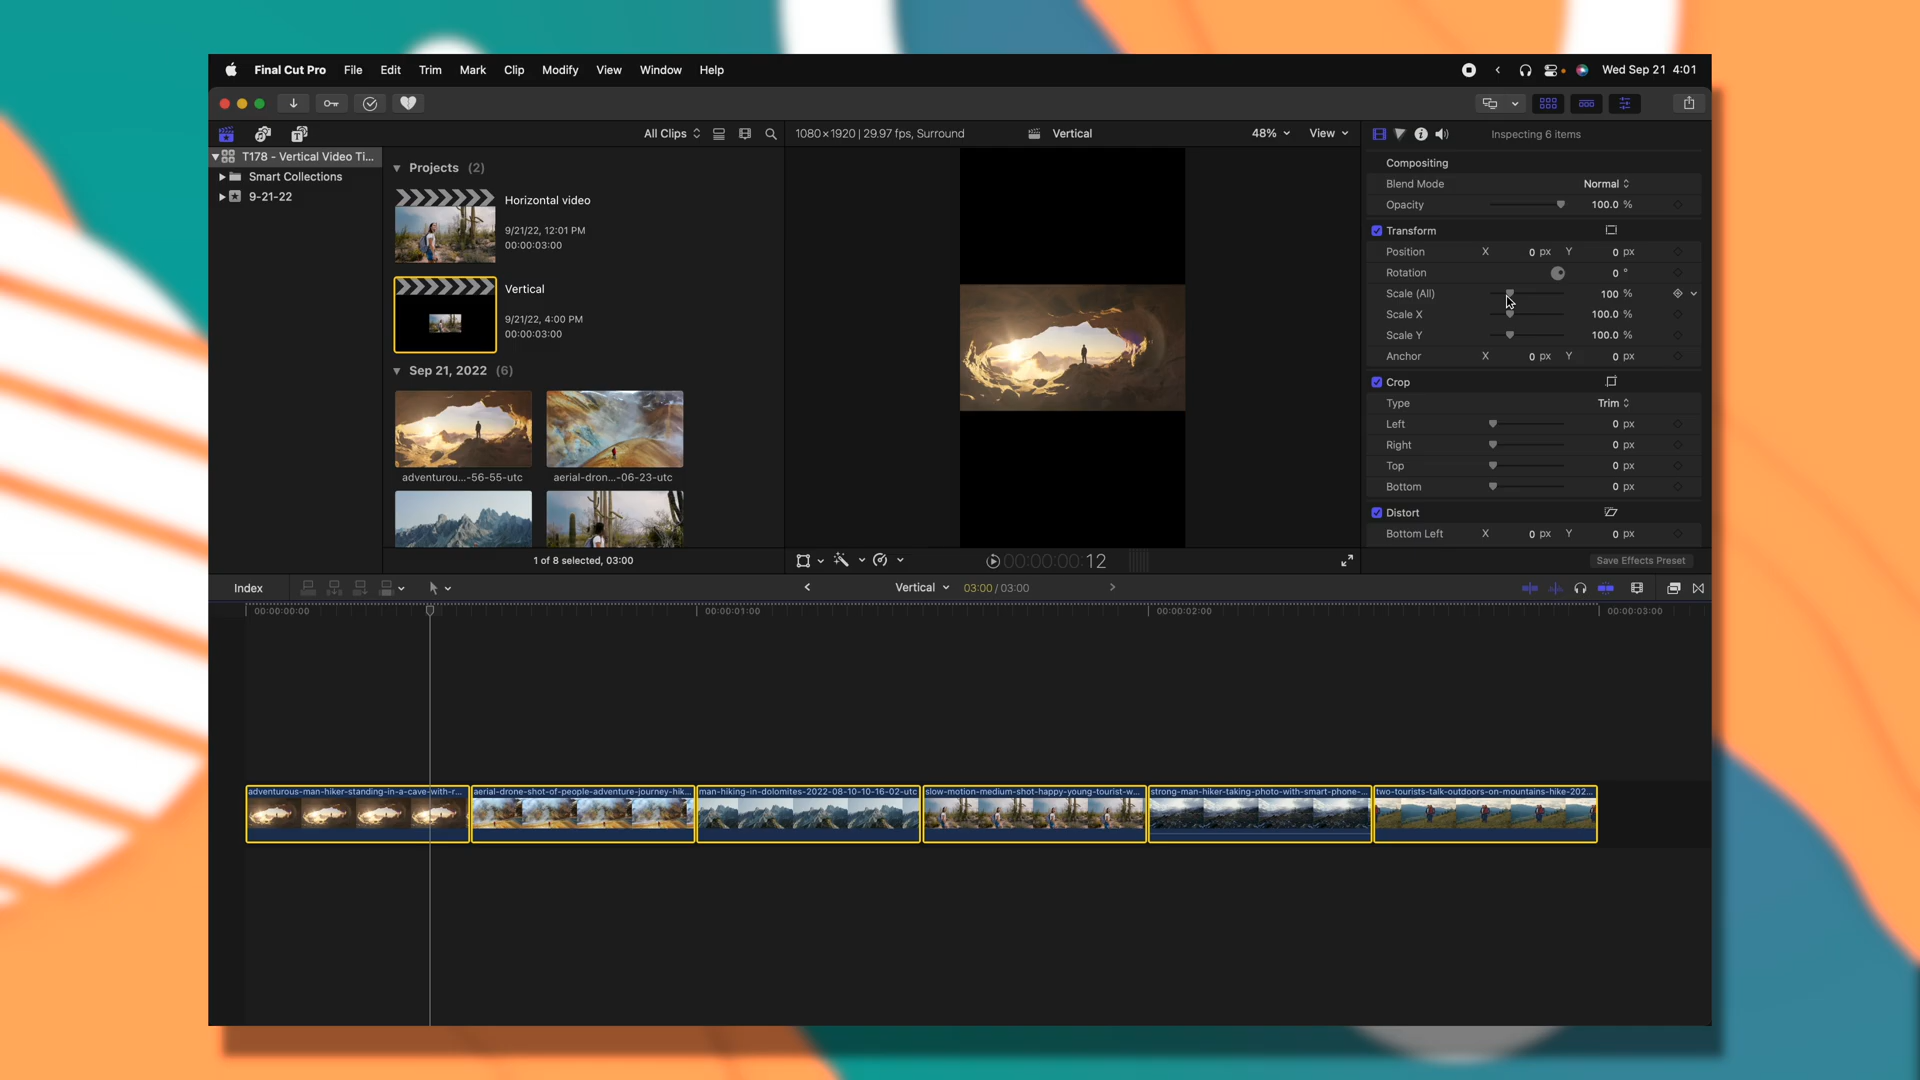 Final Cut Pro File Edit Trim Mark Clip Modify View Window Help Wed Sep 21 4:01
All Clips 1080×1920 | 29.97 fps, Surround Vertical 48% View Inspecting 6 items
T178 - Vertical Video Ti...
Smart Collections
9-21-22
Projects (2)
Horizontal video
9/21/22, 12:01 PM
00:00:03:00
Vertical
9/21/22, 4:00 PM
00:00:03:00
Sep 21, 2022 (6)
adventurou...-56-55-utc
aerial-dron...-06-23-utc
1 of 8 selected, 03:00
00:00:00:12
Compositing
Blend Mode Normal
Opacity 100.0 %
Transform
Position X 0 px Y 0 px
Rotation 0 °
Scale (All) 100 %
Scale X 100.0 %
Scale Y 100.0 %
Anchor X 0 px Y 0 px
Crop
Type Trim
Left 0 px
Right 0 px
Top 0 px
Bottom 0 px
Distort
Bottom Left X 0 px Y 0 px
Save Effects Preset
Index Vertical 03:00 / 03:00
00:00:00:00 00:00:01:00 00:00:02:00 00:00:03:00
adventurous-man-hiker-standing-in-a-cave-with-r...
aerial-drone-shot-of-people-adventure-journey-hik...
man-hiking-in-dolomites-2022-08-10-10-16-02-utc
slow-motion-medium-shot-happy-young-tourist-w...
strong-man-hiker-taking-photo-with-smart-phone-...
two-tourists-talk-outdoors-on-mountains-hike-202...